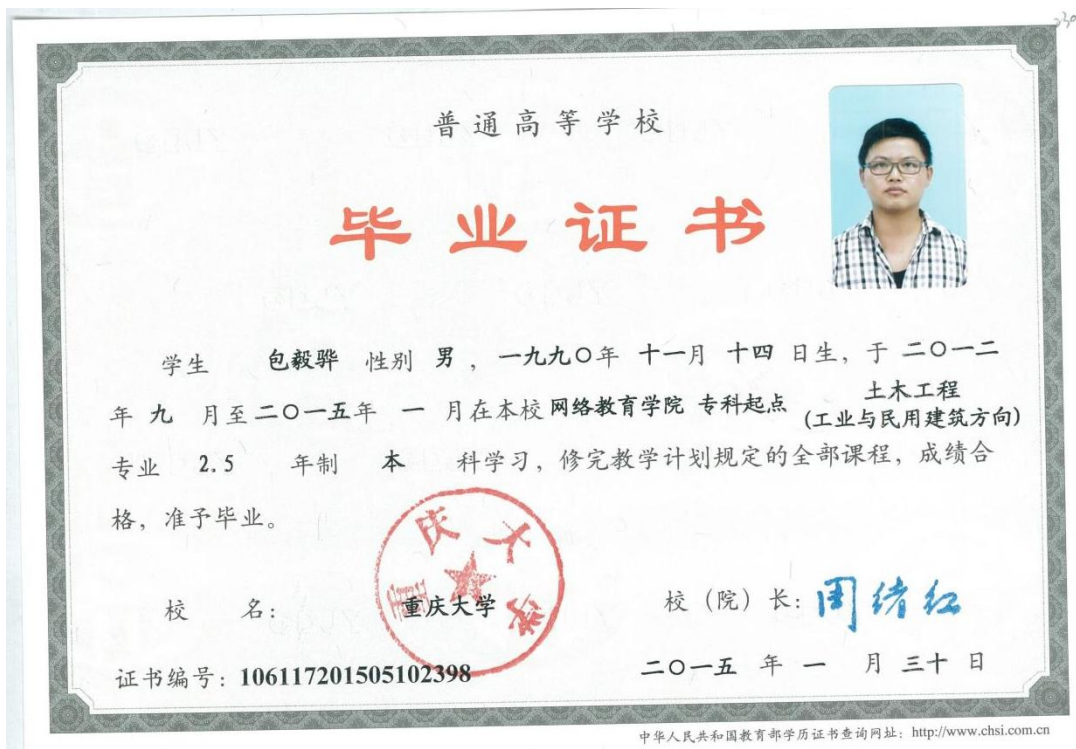 普通高等学校
毕业证书
学生 包毅骅 性别 男，一九九〇年 十一月 十四 日生，于 二〇一二
年 九 月至 二〇一五年 一 月在本校 网络教育学院 专科起点 土木工程
(工业与民用建筑方向)
专业 2.5 年制 本 科学习，修完教学计划规定的全部课程，成绩合
格，准予毕业。
重庆大学
校 名：重庆大学 校（院）长：周绪红
证书编号：106117201505102398 二〇一五 年 一 月 三十 日
中华人民共和国教育部学历证书查询网址：http://www.chsi.com.cn